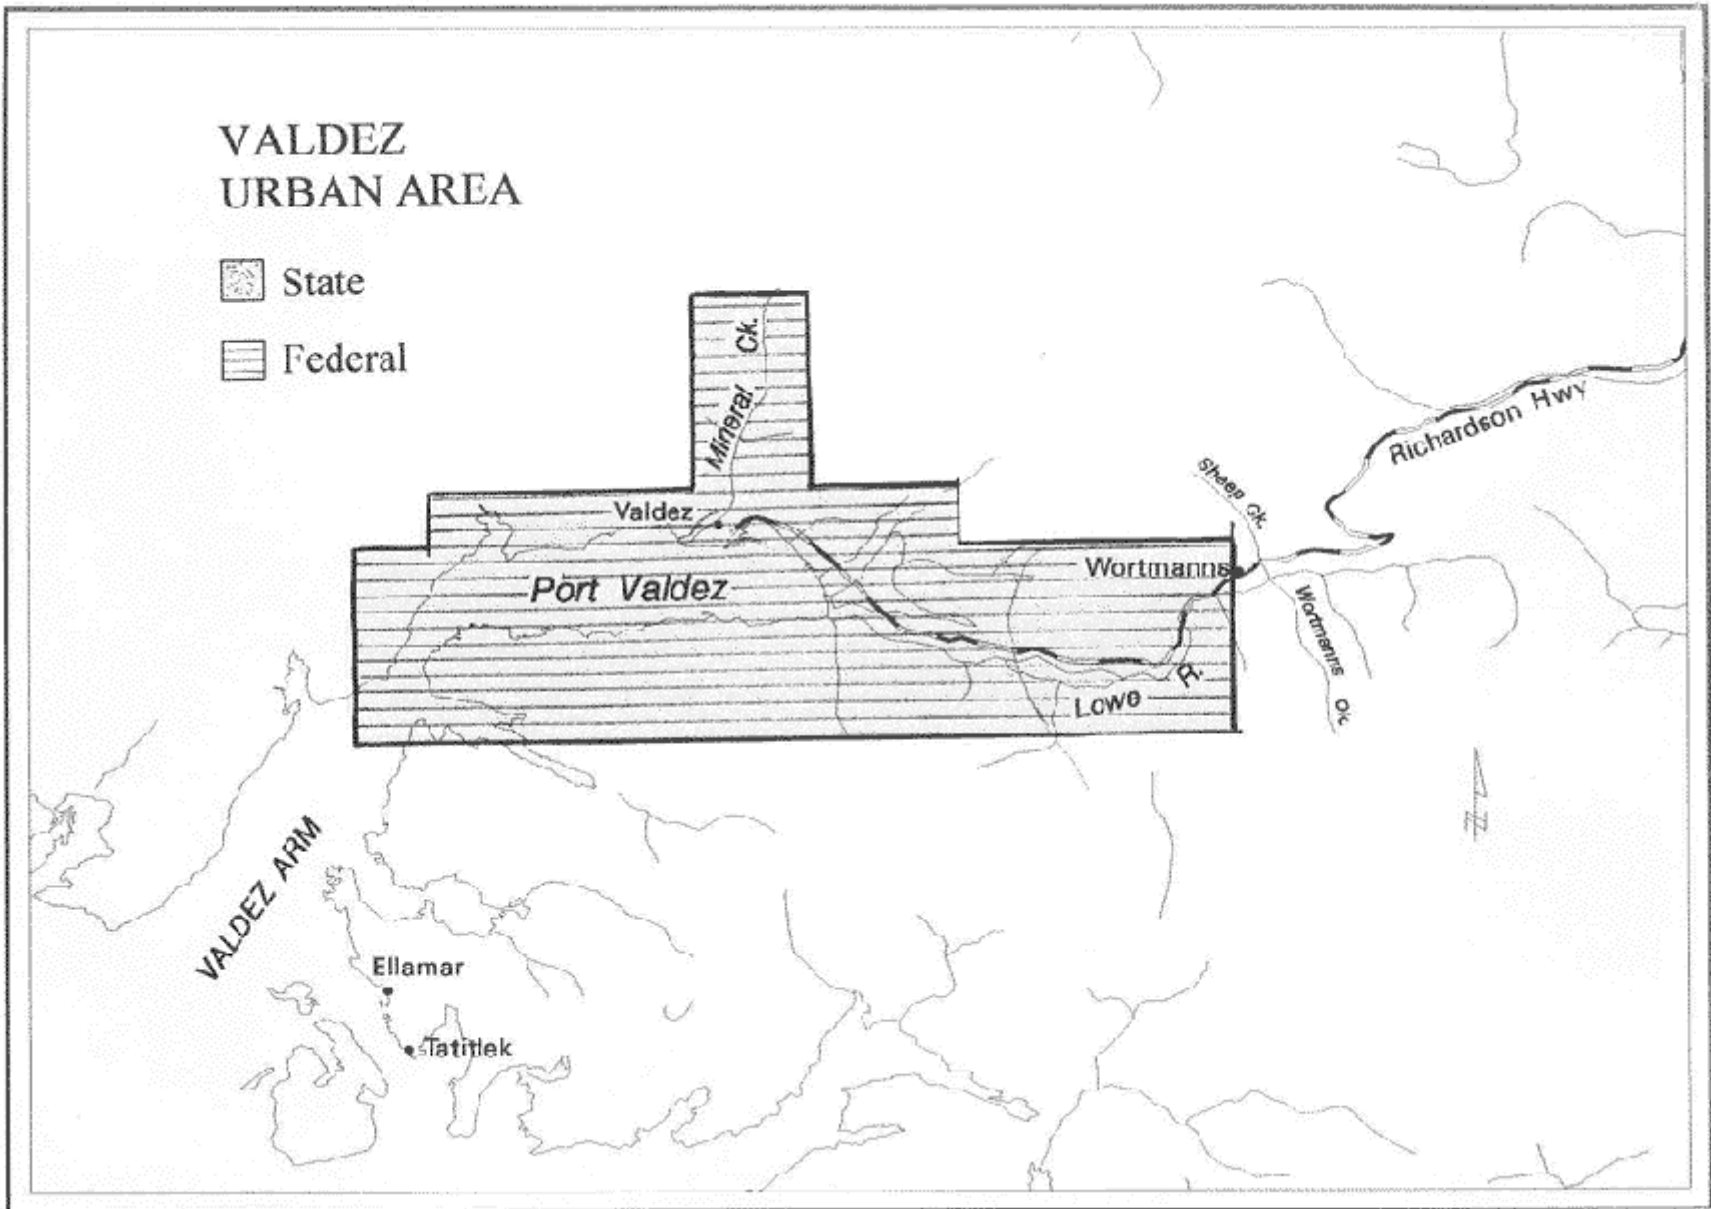 VALDEZ
URBAN AREA
State
Federal
Mineral Ck.
Valdez
Port Valdez
Wortmanns
Sheep Ck.
Richardson Hwy
Wortmanns Ck.
Lowe R.
VALDEZ ARM
Ellamar
Tatitlek
N